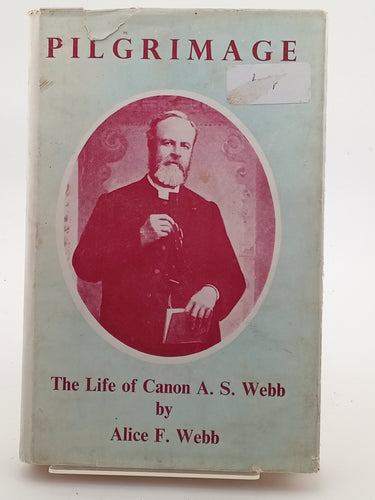 PILGRIMAGE
The Life of Canon A. S. Webb
by
Alice F. Webb